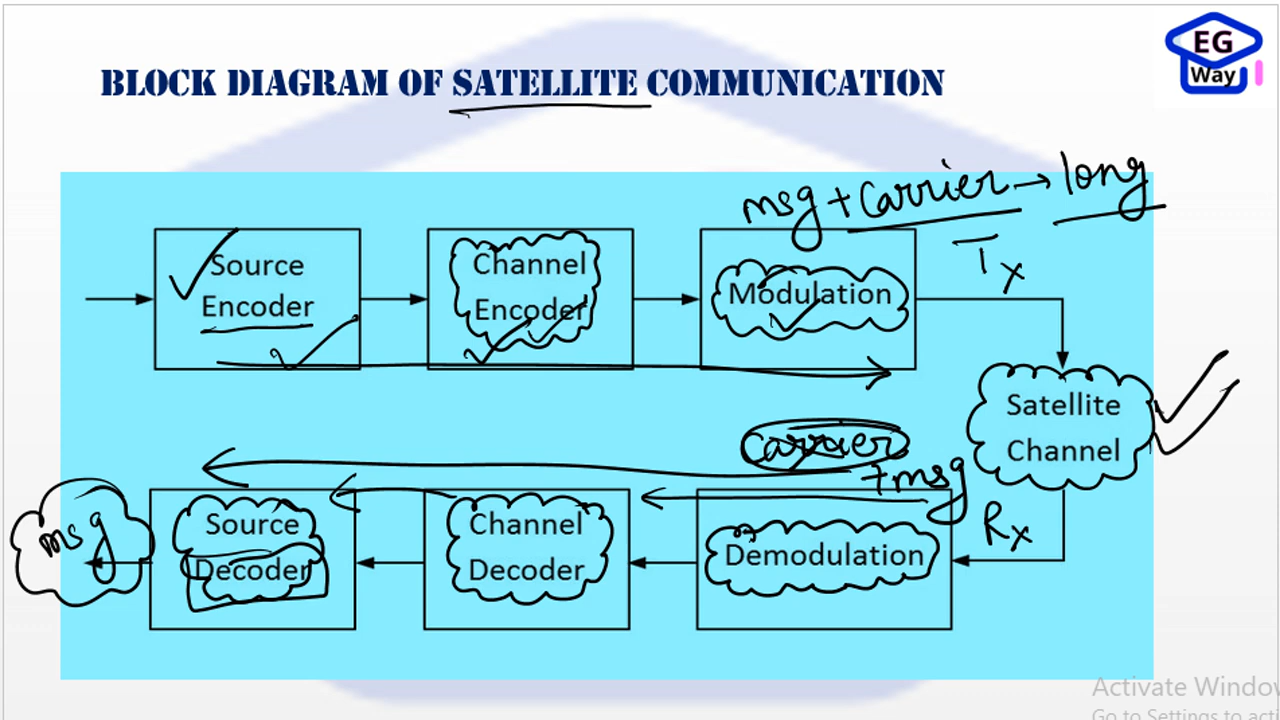 EG
Way
BLOCK DIAGRAM OF SATELLITE COMMUNICATION
msg + Carrier → long
Tx
Source
Encoder
Channel
Encoder
Modulation
Satellite
Channel
Carrier
+ msg
Rx
Demodulation
Channel
Decoder
Source
Decoder
msg
Activate Window
Go to Settings to acti